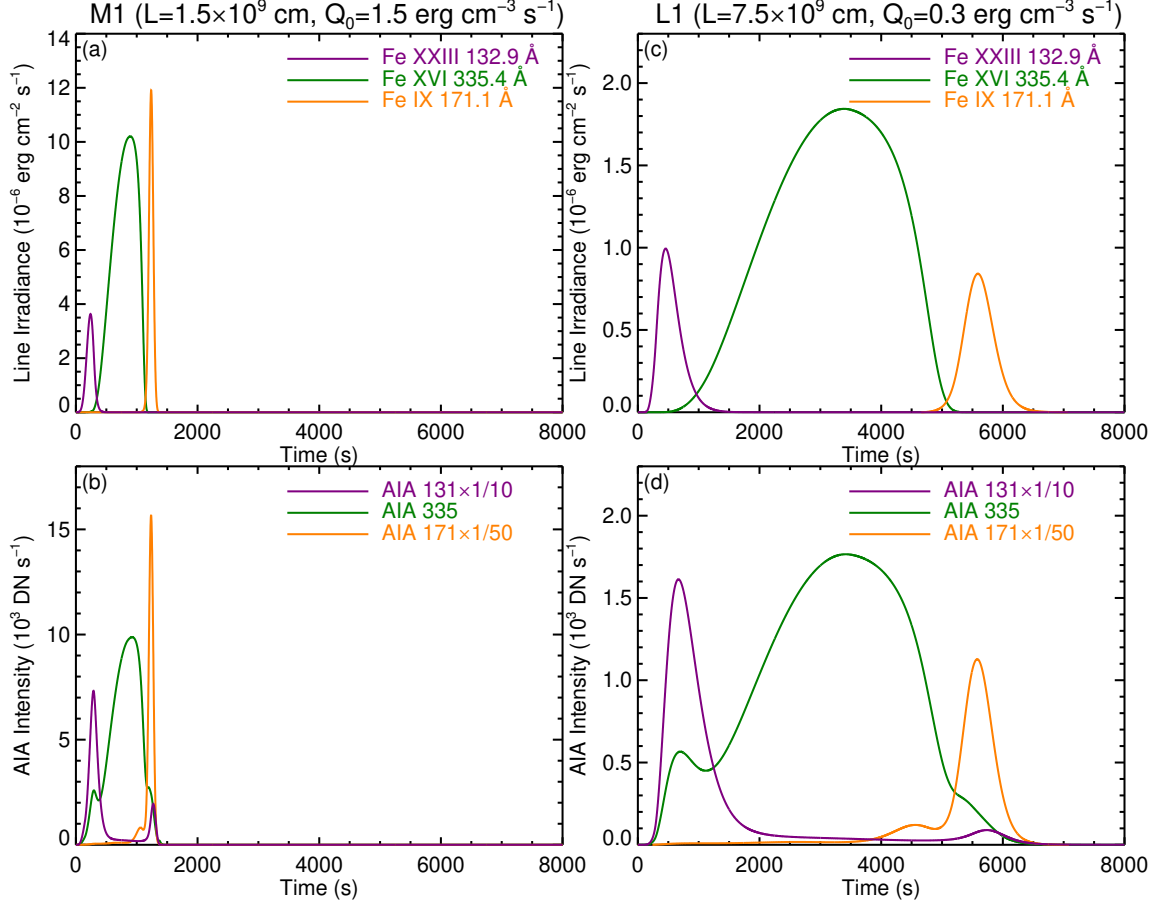 M1 (L=1.5×10⁹ cm, Q₀=1.5 erg cm⁻³ s⁻¹)
L1 (L=7.5×10⁹ cm, Q₀=0.3 erg cm⁻³ s⁻¹)
(a)
Fe XXIII 132.9 Å
Fe XVI 335.4 Å
Fe IX 171.1 Å
Line Irradiance (10⁻⁶ erg cm⁻² s⁻¹)
14
12
10
8
6
4
2
0
0 2000 4000 6000 8000
Time (s)
(c)
Fe XXIII 132.9 Å
Fe XVI 335.4 Å
Fe IX 171.1 Å
Line Irradiance (10⁻⁶ erg cm⁻² s⁻¹)
2.0
1.5
1.0
0.5
0.0
0 2000 4000 6000 8000
Time (s)
(b)
AIA 131×1/10
AIA 335
AIA 171×1/50
AIA Intensity (10³ DN s⁻¹)
15
10
5
0
0 2000 4000 6000 8000
Time (s)
(d)
AIA 131×1/10
AIA 335
AIA 171×1/50
AIA Intensity (10³ DN s⁻¹)
2.0
1.5
1.0
0.5
0.0
0 2000 4000 6000 8000
Time (s)